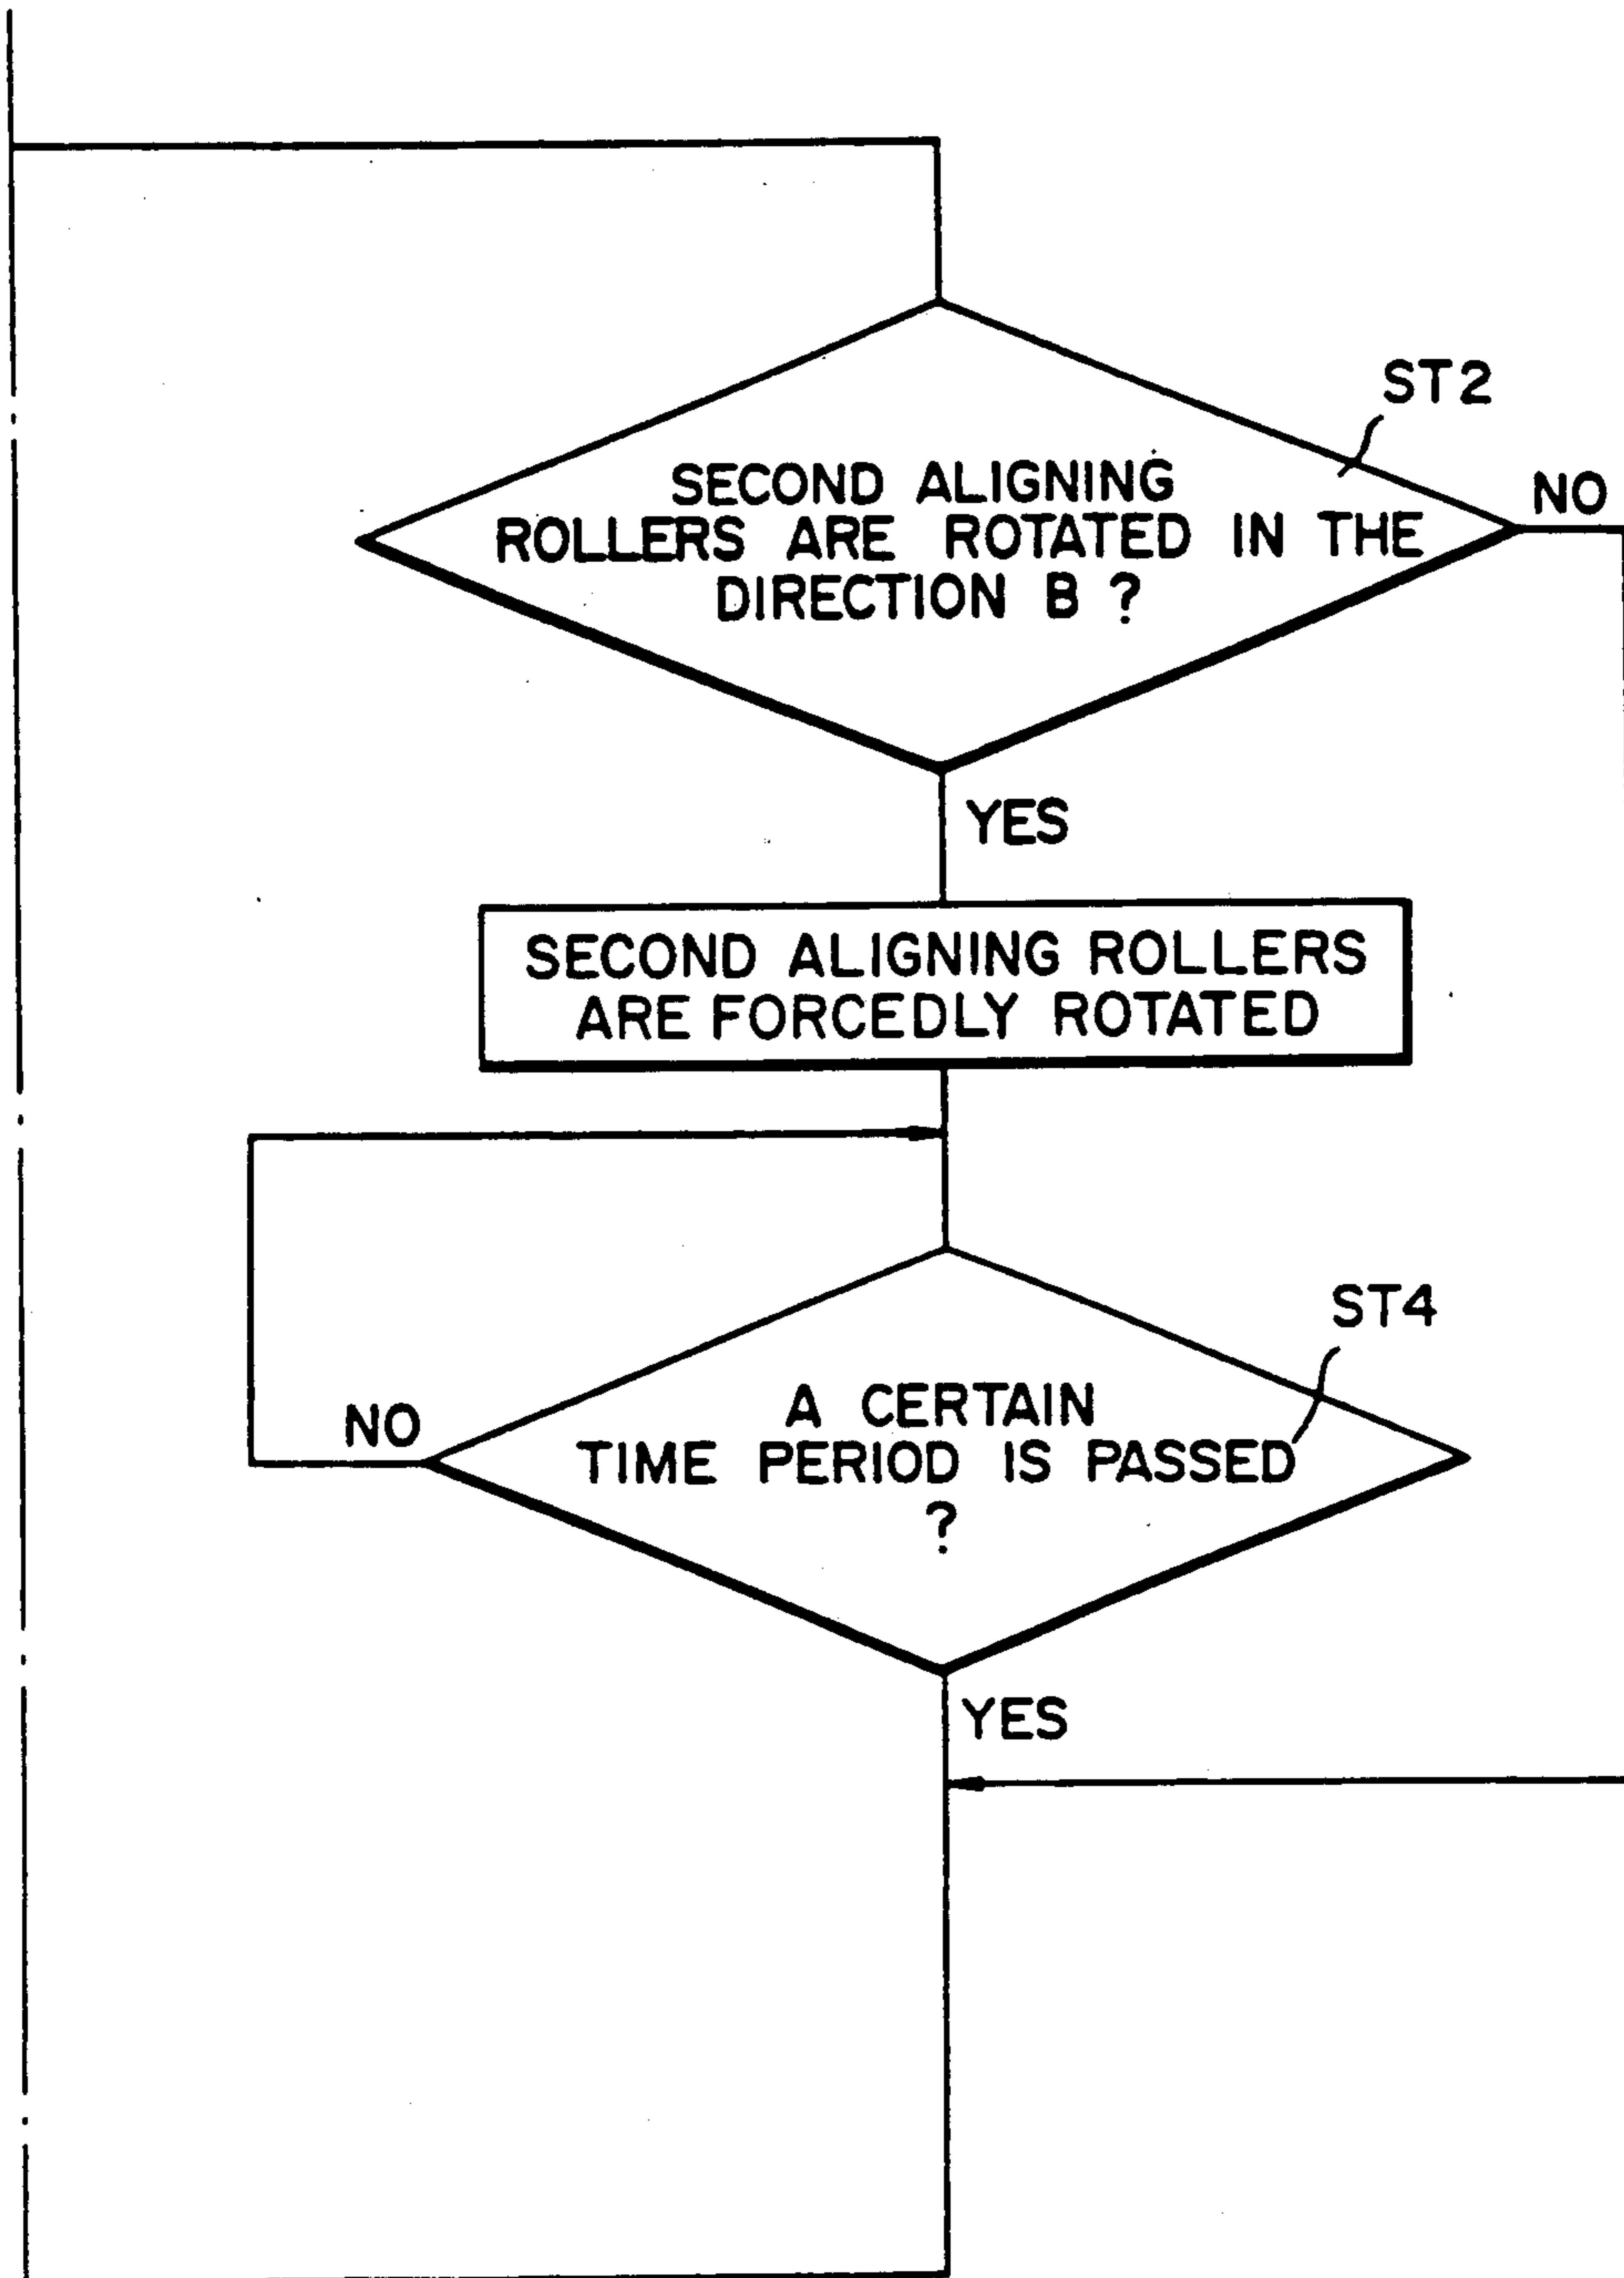 ST2
SECOND ALIGNING
ROLLERS ARE ROTATED IN THE
DIRECTION B ?
NO
YES
SECOND ALIGNING ROLLERS
ARE FORCEDLY ROTATED
ST4
A CERTAIN
TIME PERIOD IS PASSED
?
NO
YES